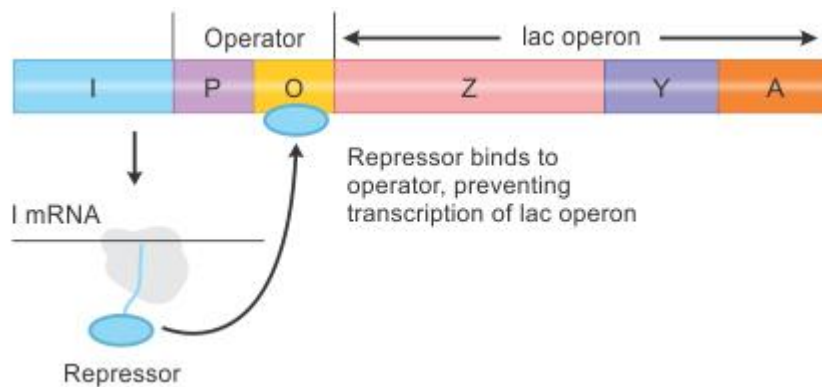 Operator
lac operon
I
P
O
Z
Y
A
Repressor binds to
operator, preventing
transcription of lac operon
I mRNA
Repressor